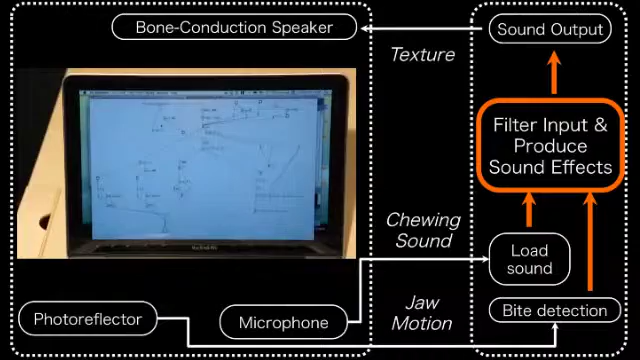 Bone-Conduction Speaker
Sound Output
Texture
Filter Input &
Produce
Sound Effects
Chewing
Sound
Load
sound
Photoreflector
Microphone
Jaw
Motion
Bite detection